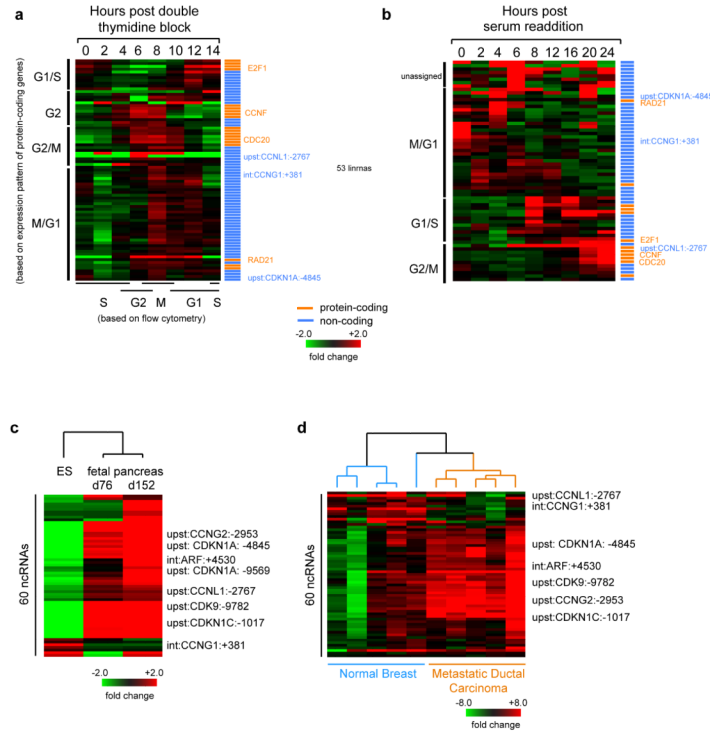 a
Hours post double
thymidine block
0 2 4 6 8 10 12 14
(based on expression pattern of protein-coding genes)
G1/S
G2
G2/M
M/G1
E2F1
CCNF
CDC20
upst:CCNL1:-2767
int:CCNG1:+381
RAD21
upst:CDKN1A:-4845
S G2 M G1 S
(based on flow cytometry)
53 linrnas
protein-coding
non-coding
-2.0 +2.0
fold change
b
Hours post
serum readdition
0 2 4 6 8 12 16 20 24
unassigned
M/G1
G1/S
G2/M
upst:CDKN1A:-4845
RAD21
int:CCNG1:+381
E2F1
upst:CCNL1:-2767
CCNF
CDC20
c
ES fetal pancreas
d76 d152
60 ncRNAs
upst:CCNG2:-2953
upst: CDKN1A: -4845
int:ARF:+4530
upst: CDKN1A: -9569
upst:CCNL1:-2767
upst:CDK9:-9782
upst:CDKN1C:-1017
int:CCNG1:+381
-2.0 +2.0
fold change
d
60 ncRNAs
upst:CCNL1:-2767
int:CCNG1:+381
upst: CDKN1A: -4845
int:ARF:+4530
upst:CDK9:-9782
upst:CCNG2:-2953
upst:CDKN1C:-1017
Normal Breast
Metastatic Ductal
Carcinoma
-8.0 +8.0
fold change